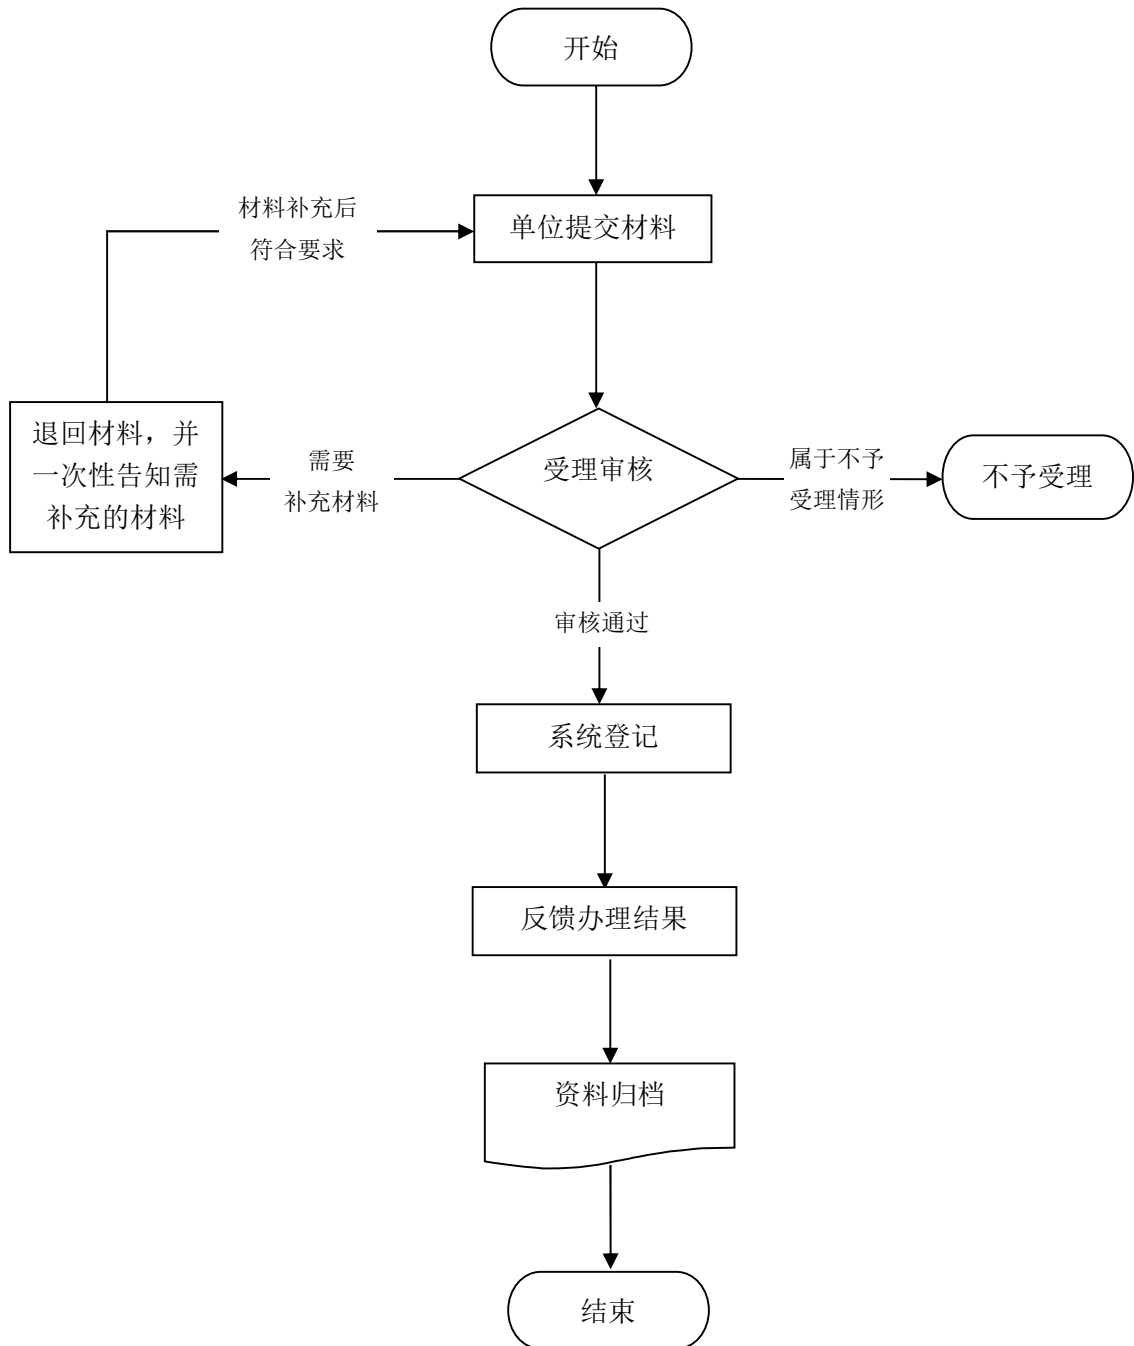 开始
材料补充后
符合要求
单位提交材料
退回材料，并
一次性告知需
补充的材料
需要
补充材料
受理审核
属于不予
受理情形
不予受理
审核通过
系统登记
反馈办理结果
资料归档
结束